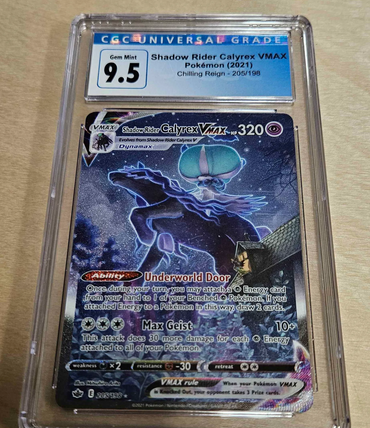 CGC UNIVERSAL GRADE
Gem Mint
9.5
Shadow Rider Calyrex VMAX
Pokémon (2021)
Chilling Reign - 205/198
VMAX
Shadow Rider Calyrex VMAX HP 320
Evolves from Shadow Rider Calyrex V
Dynamax
Ability Underworld Door
Once during your turn, you may attach a Energy card
from your hand to 1 of your Benched Pokémon. If you
attached Energy to a Pokémon in this way, draw 2 cards.
Max Geist 10+
This attack does 30 more damage for each Energy
attached to all of your Pokémon.
weakness ×2 resistance -30 retreat
VMAX rule When your Pokémon VMAX
is Knocked Out, your opponent takes 3 Prize cards.
E 205/198